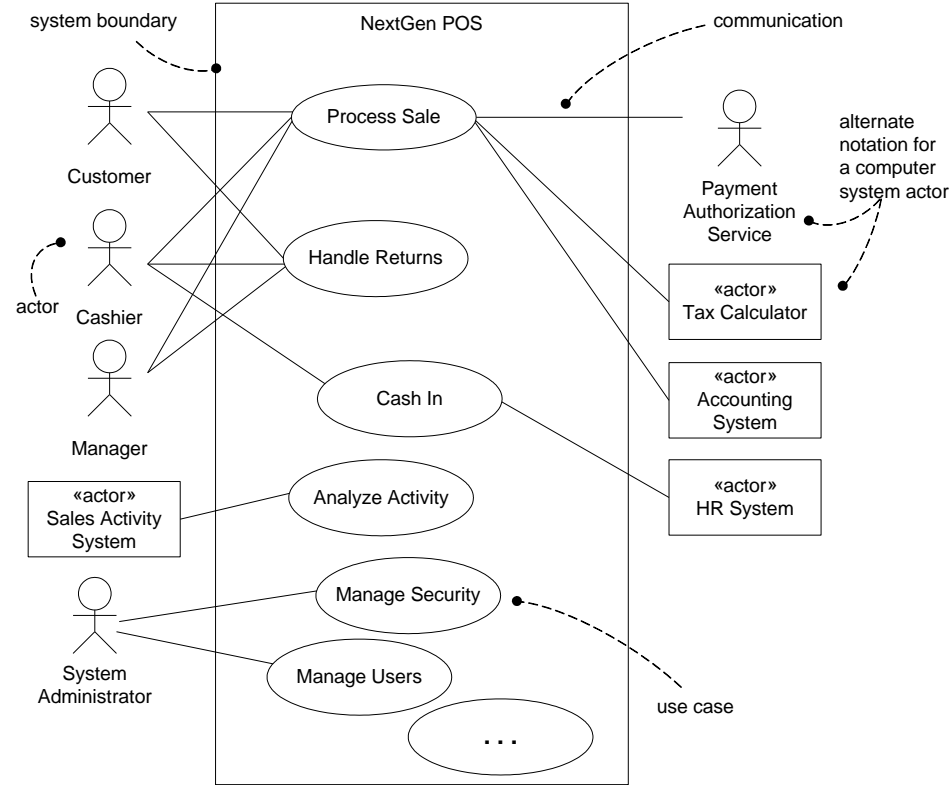 system boundary
NextGen POS
communication
Customer
Process Sale
Payment
Authorization
Service
alternate
notation for
a computer
system actor
actor
Cashier
Handle Returns
«actor»
Tax Calculator
Manager
Cash In
«actor»
Accounting
System
«actor»
Sales Activity
System
Analyze Activity
«actor»
HR System
System
Administrator
Manage Security
Manage Users
use case
. . .